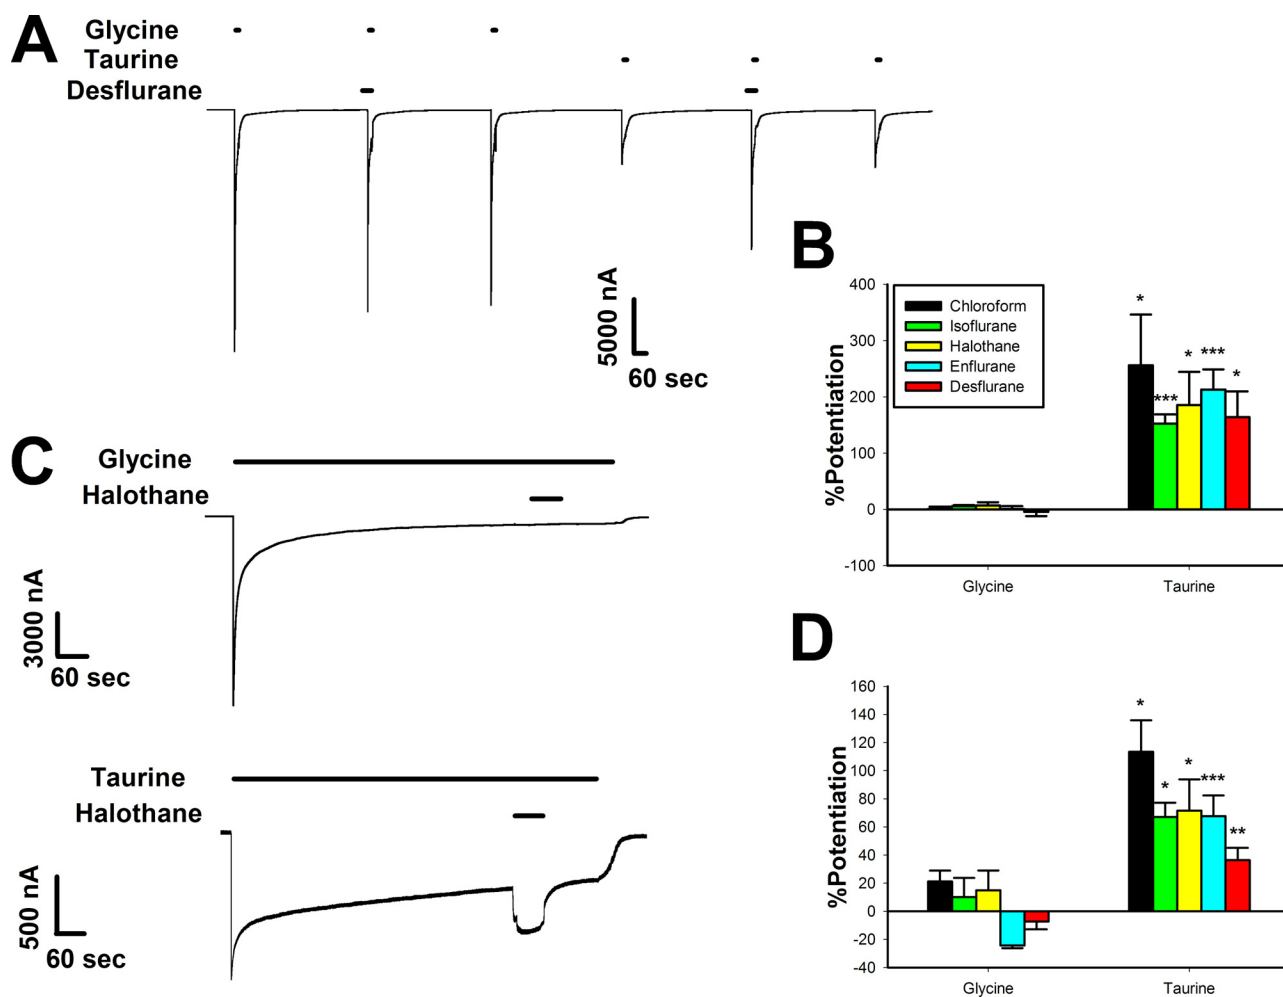 A
Glycine
Taurine
Desflurane
5000 nA
60 sec
B
400
300
200
100
0
-100
%Potentiation
Chloroform
Isoflurane
Halothane
Enflurane
Desflurane
*
***
*
***
*
Glycine
Taurine
C
Glycine
Halothane
3000 nA
60 sec
Taurine
Halothane
500 nA
60 sec
D
160
140
120
100
80
60
40
20
0
-20
-40
%Potentiation
*
*
*
***
**
Glycine
Taurine